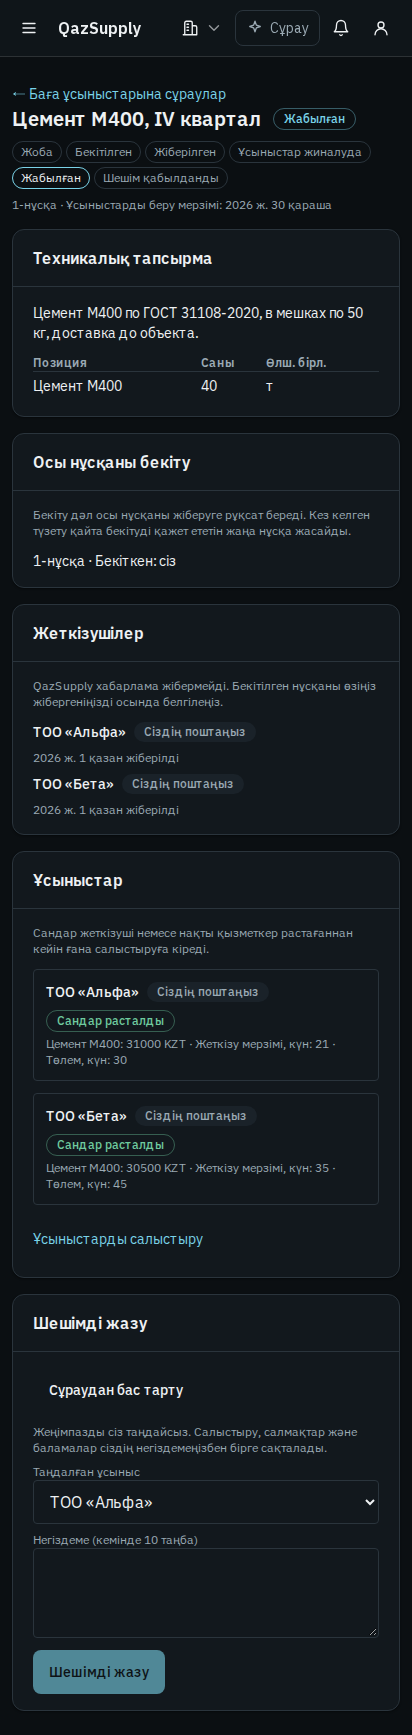 QazSupply
Сұрау
← Баға ұсыныстарына сұраулар
Цемент М400, IV квартал Жабылған
Жоба Бекітілген Жіберілген Ұсыныстар жиналуда
Жабылған Шешім қабылданды
1-нұсқа · Ұсыныстарды беру мерзімі: 2026 ж. 30 қараша
Техникалық тапсырма
Цемент М400 по ГОСТ 31108-2020, в мешках по 50
кг, доставка до объекта.
Позиция Саны Өлш. бірл.
Цемент М400 40 т
Осы нұсқаны бекіту
Бекіту дәл осы нұсқаны жіберуге рұқсат береді. Кез келген
түзету қайта бекітуді қажет ететін жаңа нұсқа жасайды.
1-нұсқа · Бекіткен: сіз
Жеткізушілер
QazSupply хабарлама жібермейді. Бекітілген нұсқаны өзіңіз
жібергеніңізді осында белгілеңіз.
ТОО «Альфа» Сіздің поштаңыз
2026 ж. 1 қазан жіберілді
ТОО «Бета» Сіздің поштаңыз
2026 ж. 1 қазан жіберілді
Ұсыныстар
Сандар жеткізуші немесе нақты қызметкер растағаннан
кейін ғана салыстыруға кіреді.
ТОО «Альфа» Сіздің поштаңыз
Сандар расталды
Цемент М400: 31000 KZT · Жеткізу мерзімі, күн: 21 ·
Төлем, күн: 30
ТОО «Бета» Сіздің поштаңыз
Сандар расталды
Цемент М400: 30500 KZT · Жеткізу мерзімі, күн: 35 ·
Төлем, күн: 45
Ұсыныстарды салыстыру
Шешімді жазу
Сұраудан бас тарту
Жеңімпазды сіз таңдайсыз. Салыстыру, салмақтар және
баламалар сіздің негіздемеңізбен бірге сақталады.
Таңдалған ұсыныс
ТОО «Альфа»
Негіздеме (кемінде 10 таңба)
Шешімді жазу